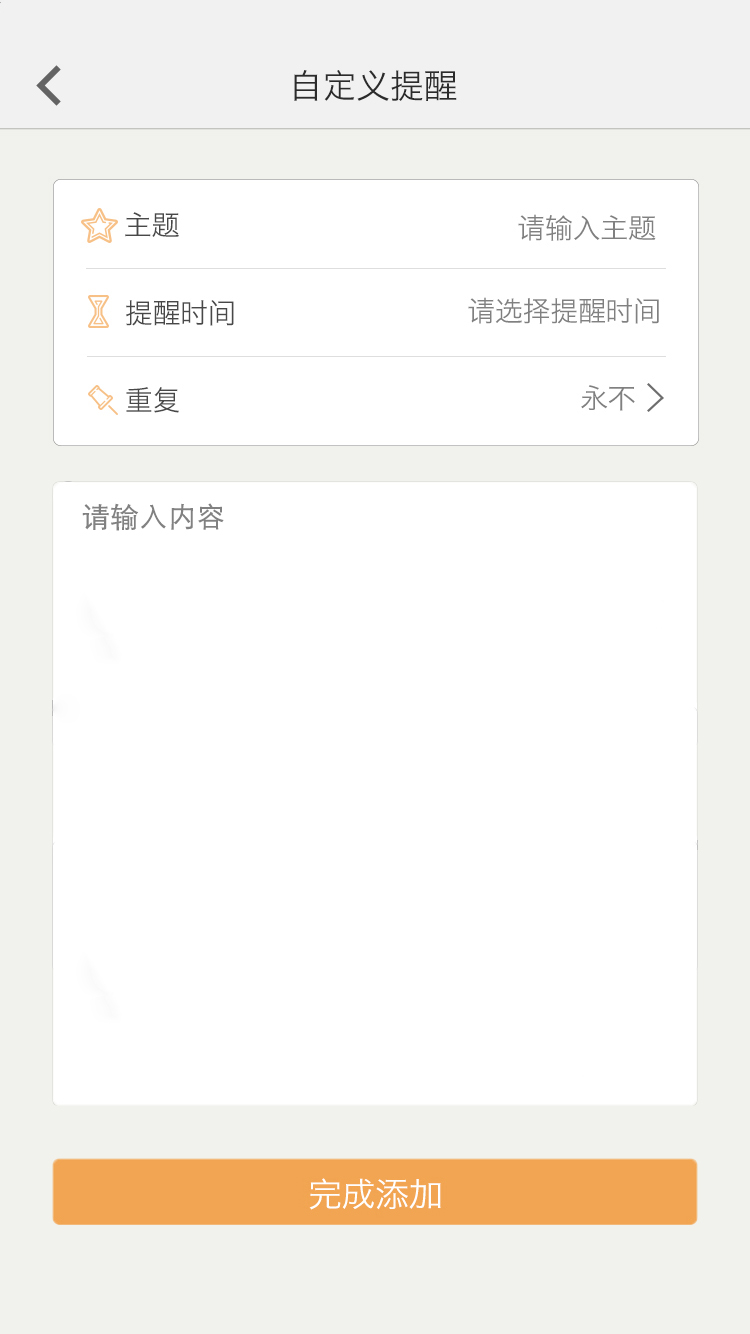 自定义提醒
主题 请输入主题
提醒时间 请选择提醒时间
重复 永不
请输入内容
完成添加